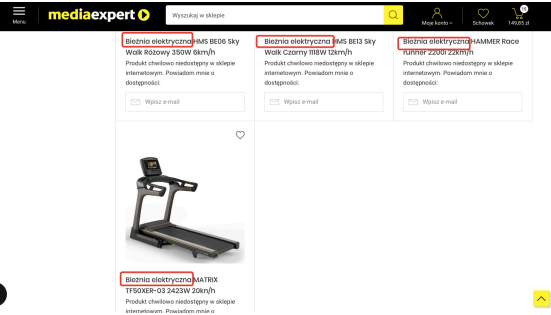 Menu
mediaexpert
Wyszukaj w sklepie
Moje konto
Schowek
149,85 zł
Bieżnia elektryczna HMS BE06 Sky
Walk Różowy 350W 6km/h
Produkt chwilowo niedostępny w sklepie
internetowym. Powiadom mnie o
dostępności:
Wpisz e-mail
Bieżnia elektryczna HMS BE13 Sky
Walk Czarny 1118W 12km/h
Produkt chwilowo niedostępny w sklepie
internetowym. Powiadom mnie o
dostępności:
Wpisz e-mail
Bieżnia elektryczna HAMMER Race
runner 2200i 22km/h
Produkt chwilowo niedostępny w sklepie
internetowym. Powiadom mnie o
dostępności:
Wpisz e-mail
Bieżnia elektryczna MATRIX
TF50XER-03 2423W 20kn/h
Produkt chwilowo niedostępny w sklepie
internetowym. Powiadom mnie o